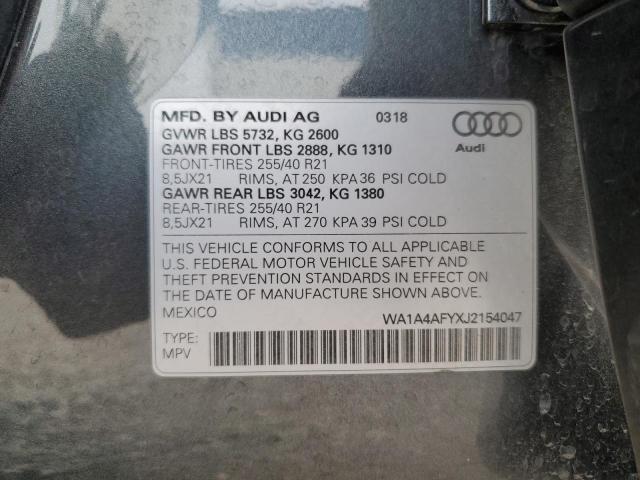 MFD. BY AUDI AG 0318
GVWR LBS 5732, KG 2600
GAWR FRONT LBS 2888, KG 1310
Audi
FRONT-TIRES 255/40 R21
8,5JX21 RIMS, AT 250 KPA 36 PSI COLD
GAWR REAR LBS 3042, KG 1380
REAR-TIRES 255/40 R21
8,5JX21 RIMS, AT 270 KPA 39 PSI COLD
THIS VEHICLE CONFORMS TO ALL APPLICABLE
U.S. FEDERAL MOTOR VEHICLE SAFETY AND
THEFT PREVENTION STANDARDS IN EFFECT ON
THE DATE OF MANUFACTURE SHOWN ABOVE.
MEXICO WA1A4AFYXJ2154047
TYPE:
MPV